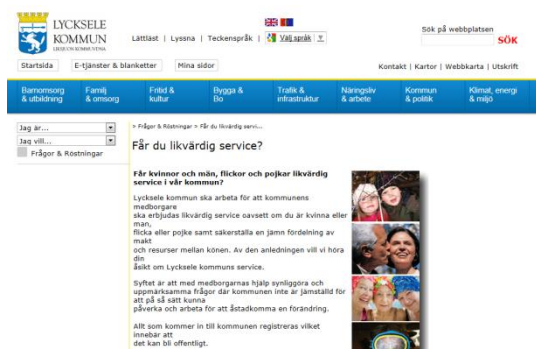 LYCKSELE
KOMMUN
Lättläst | Lyssna | Teckenspråk | Välj språk
Sök på webbplatsen
SÖK
Startsida E-tjänster & blanketter Mina sidor
Kontakt | Kartor | Webbkarta | Utskrift
Barnomsorg & utbildning
Familj & omsorg
Fritid & kultur
Bygga & Bo
Trafik & infrastruktur
Näringsliv & arbete
Kommun & politik
Klimat, energi & miljö
Jag är...
Jag vill...
Frågor & Röstningar
> Frågor & Röstningar > Får du likvärdig servi...
Får du likvärdig service?
Får kvinnor och män, flickor och pojkar likvärdig
service i vår kommun?
Lycksele kommun ska arbeta för att kommunens
medborgare
ska erbjudas likvärdig service oavsett om du är kvinna eller
man,
flicka eller pojke samt säkerställa en jämn fördelning av
makt
och resurser mellan könen. Av den anledningen vill vi höra
din
åsikt om Lycksele kommuns service.
Syftet är att med medborgarnas hjälp synliggöra och
uppmärksamma frågor där kommunen inte är jämställd för
att på så sätt kunna
påverka och arbeta för att åstadkomma en förändring.
Allt som kommer in till kommunen registreras vilket
innebär att
det kan bli offentligt.